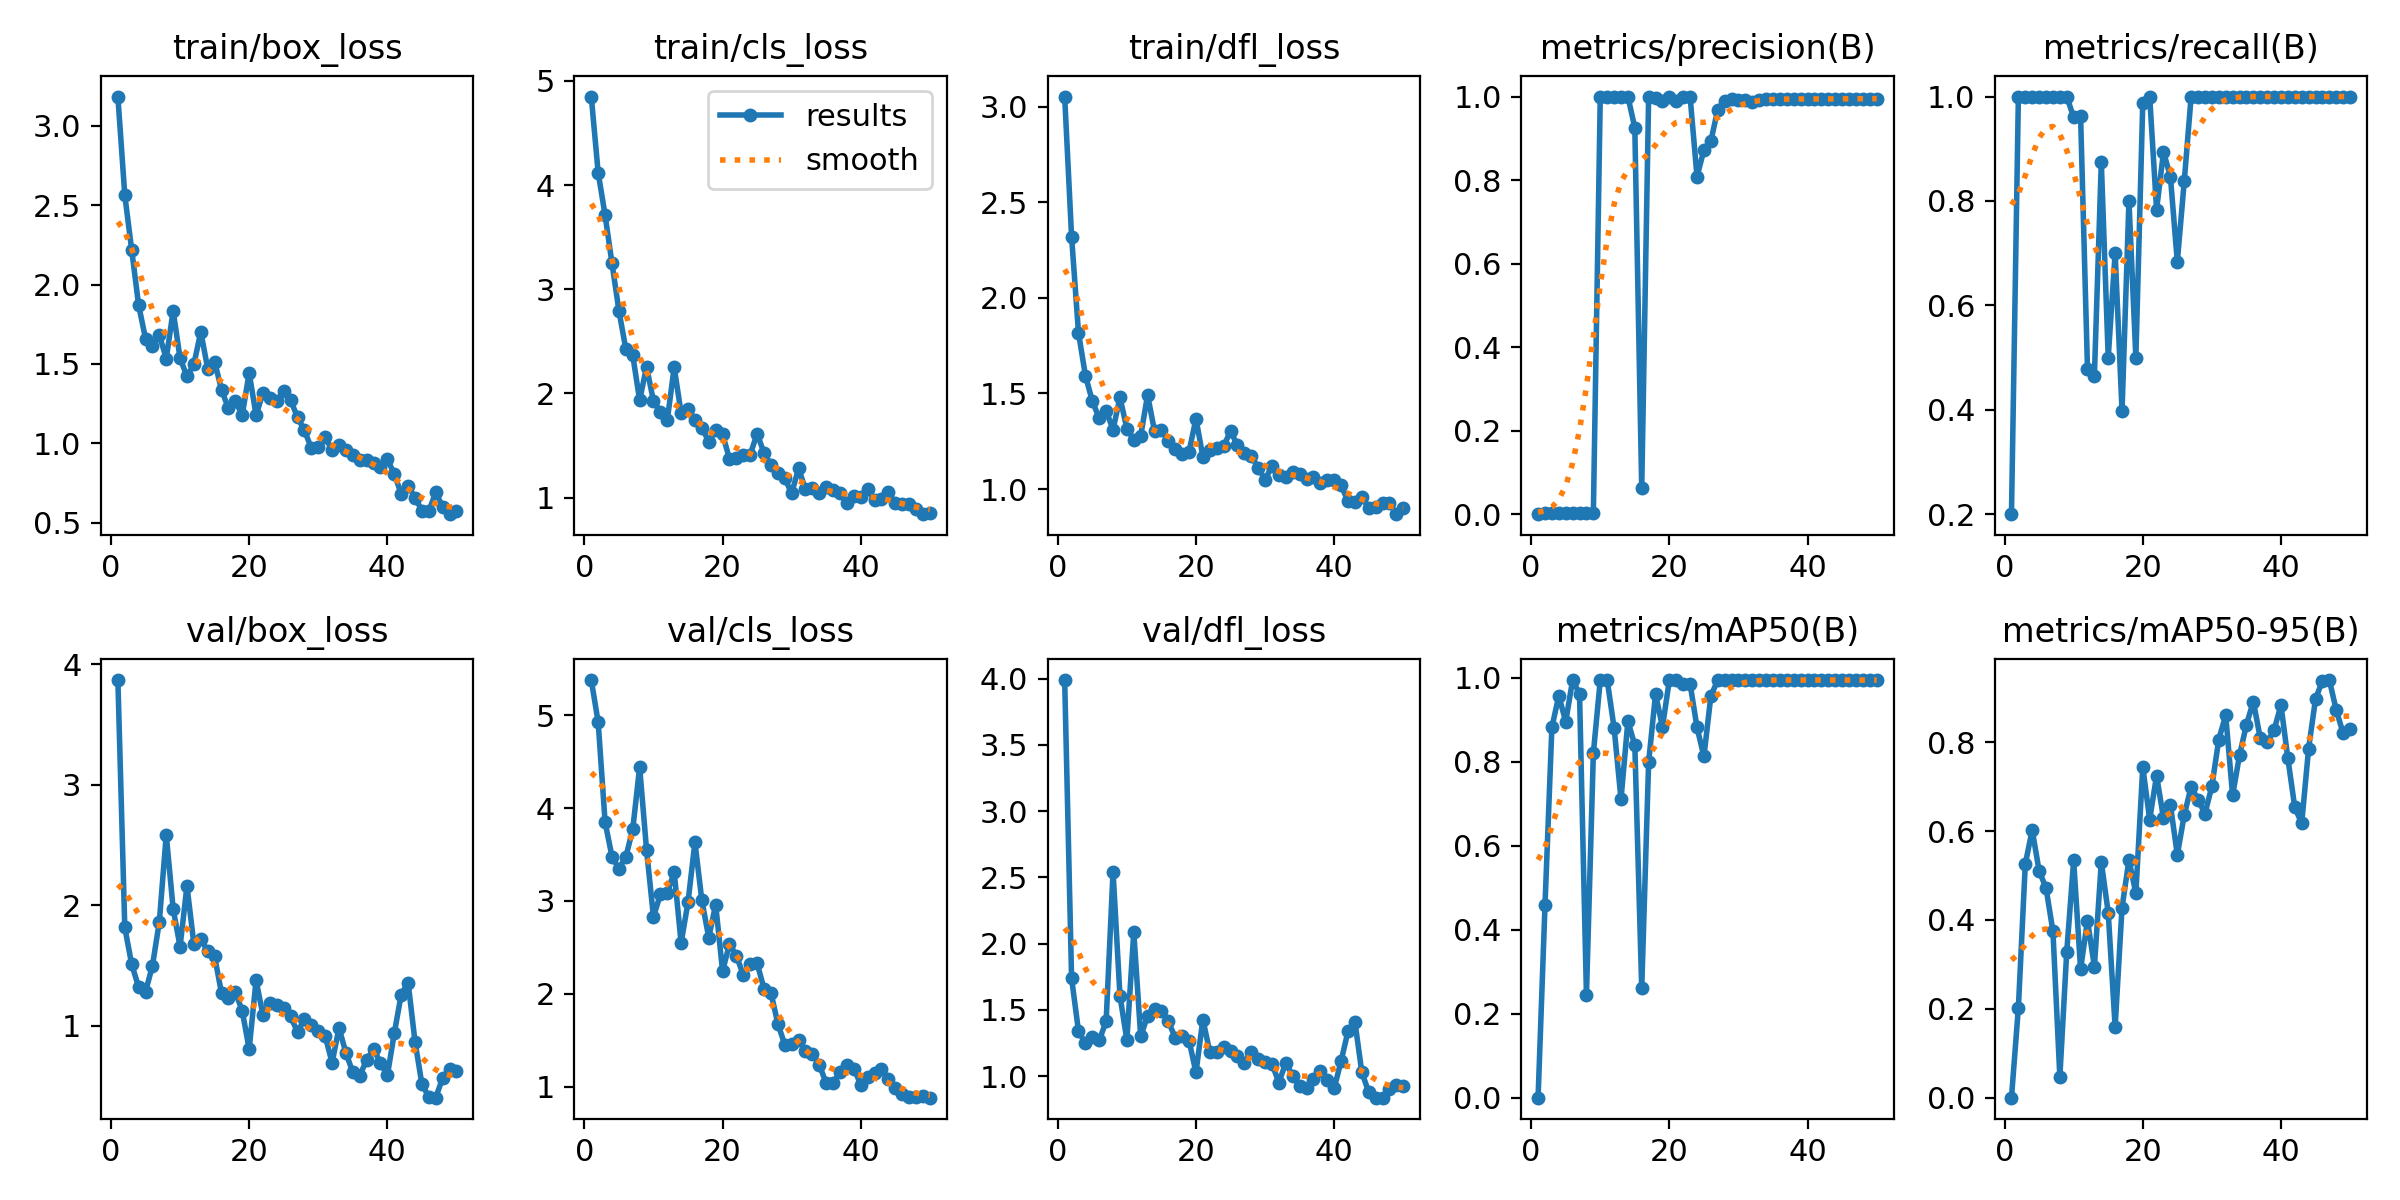 train/box_loss
3.0
2.5
2.0
1.5
1.0
0.5
0 20 40
train/cls_loss
results
smooth
5
4
3
2
1
0 20 40
train/dfl_loss
3.0
2.5
2.0
1.5
1.0
0 20 40
metrics/precision(B)
1.0
0.8
0.6
0.4
0.2
0.0
0 20 40
metrics/recall(B)
1.0
0.8
0.6
0.4
0.2
0 20 40
val/box_loss
4
3
2
1
0 20 40
val/cls_loss
5
4
3
2
1
0 20 40
val/dfl_loss
4.0
3.5
3.0
2.5
2.0
1.5
1.0
0 20 40
metrics/mAP50(B)
1.0
0.8
0.6
0.4
0.2
0.0
0 20 40
metrics/mAP50-95(B)
0.8
0.6
0.4
0.2
0.0
0 20 40